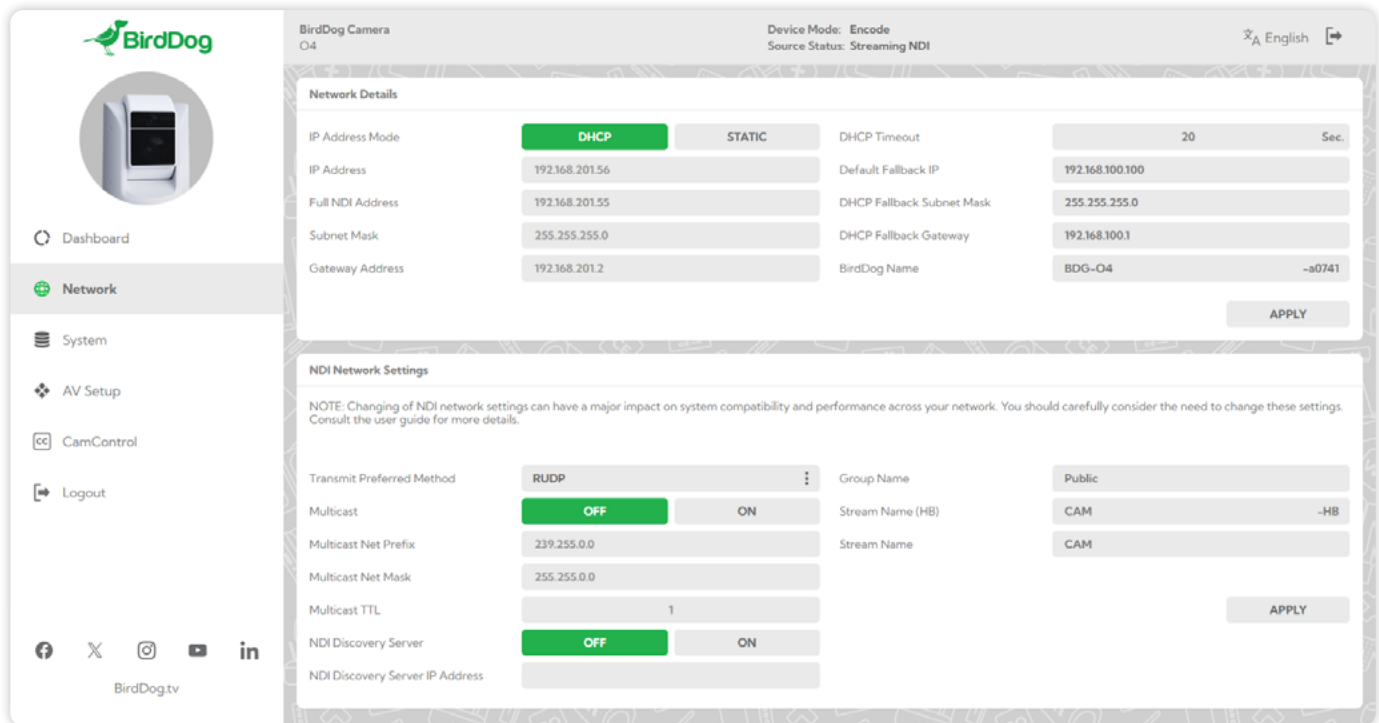 BirdDog
BirdDog Camera
O4
Device Mode: Encode
Source Status: Streaming NDI
English
Dashboard
Network
System
AV Setup
CamControl
Logout
BirdDog.tv
Network Details
IP Address Mode DHCP STATIC DHCP Timeout 20 Sec.
IP Address 192.168.201.56 Default Fallback IP 192.168.100.100
Full NDI Address 192.168.201.55 DHCP Fallback Subnet Mask 255.255.255.0
Subnet Mask 255.255.255.0 DHCP Fallback Gateway 192.168.100.1
Gateway Address 192.168.201.2 BirdDog Name BDG-O4 -a0741
APPLY
NDI Network Settings
NOTE: Changing of NDI network settings can have a major impact on system compatibility and performance across your network. You should carefully consider the need to change these settings.
Consult the user guide for more details.
Transmit Preferred Method RUDP Group Name Public
Multicast OFF ON Stream Name (HB) CAM -HB
Multicast Net Prefix 239.255.0.0 Stream Name CAM
Multicast Net Mask 255.255.0.0
Multicast TTL 1 APPLY
NDI Discovery Server OFF ON
NDI Discovery Server IP Address